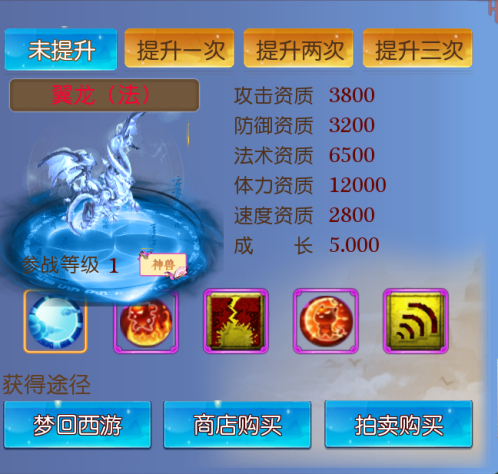 未提升 提升一次 提升两次 提升三次
翼龙（法）
攻击资质 3800
防御资质 3200
法术资质 6500
体力资质 12000
速度资质 2800
成 长 5.000
参战等级 1
神兽
获得途径
梦回西游 商店购买 拍卖购买